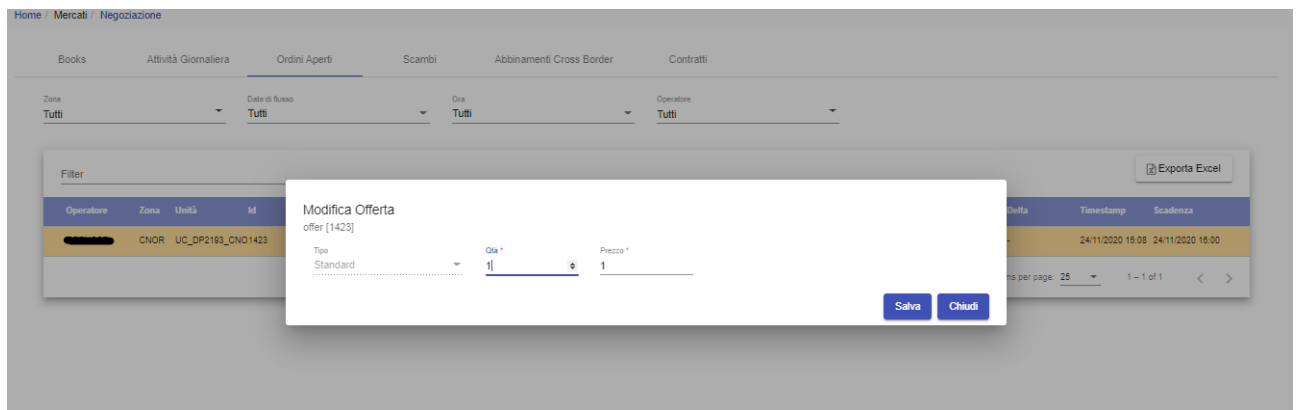 Home / Mercati / Negoziazione
Books Attività Giornaliera Ordini Aperti Scambi Abbinamenti Cross Border Contratti
Zona Data di flusso Ora Operatore
Tutti Tutti Tutti Tutti
Filter Exporta Excel
Operatore Zona Unità Id Delta Timestamp Scadenza
CNOR UC_DP2193_CNO1423 - 24/11/2020 15:08 24/11/2020 16:00
ns per page: 25 1 – 1 of 1
Modifica Offerta
offer [1423]
Tipo Qtà * Prezzo *
Standard 1 1
Salva Chiudi